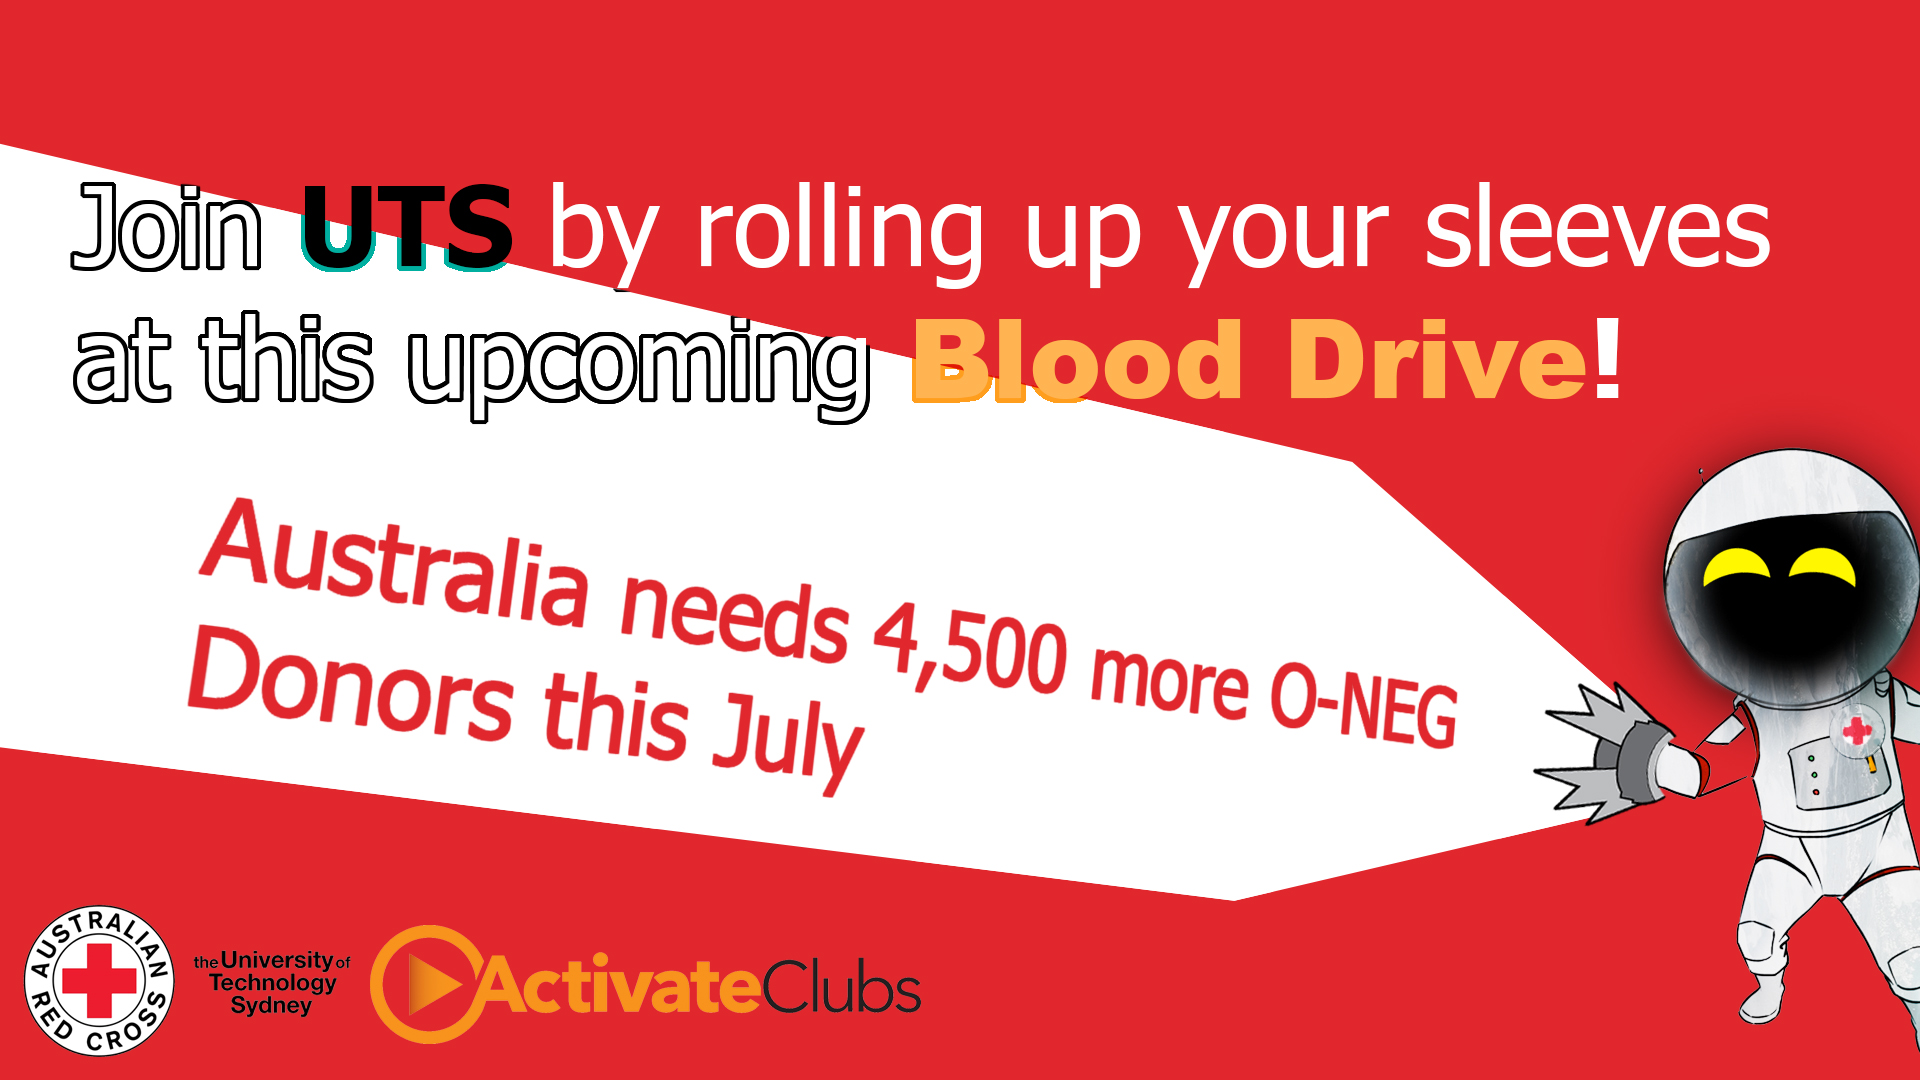 Join UTS by rolling up your sleeves
at this upcoming Blood Drive!
Australia needs 4,500 more O-NEG
Donors this July
AUSTRALIAN RED CROSS
the University of
Technology
Sydney
ActivateClubs